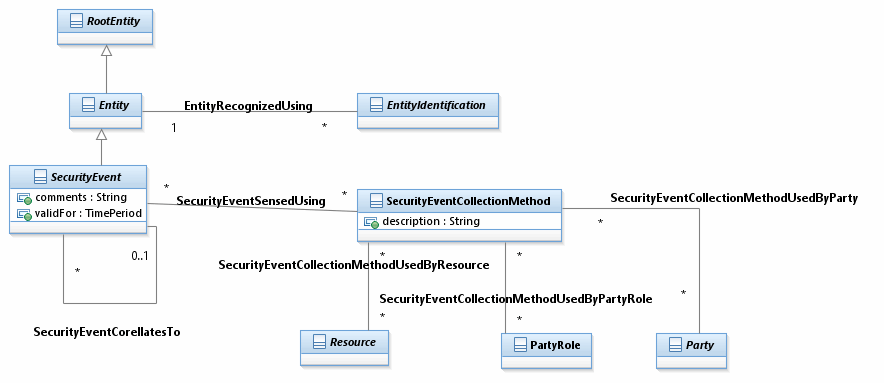 RootEntity
Entity
EntityRecognizedUsing
EntityIdentification
1
*
SecurityEvent
comments : String
validFor : TimePeriod
*
SecurityEventSensedUsing
*
SecurityEventCollectionMethod
description : String
SecurityEventCollectionMethodUsedByParty
*
0..1
*
*
*
SecurityEventCollectionMethodUsedByResource
SecurityEventCollectionMethodUsedByPartyRole
*
*
*
SecurityEventCorellatesTo
Resource
PartyRole
Party